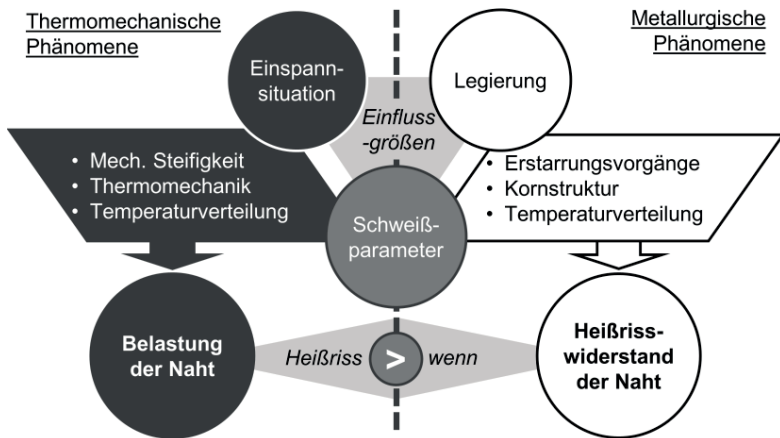 Thermomechanische
Phänomene
Metallurgische
Phänomene
Einspann-
situation
Legierung
Einfluss
-größen
• Mech. Steifigkeit
• Thermomechanik
• Temperaturverteilung
• Erstarrungsvorgänge
• Kornstruktur
• Temperaturverteilung
Schweiß-
parameter
Belastung
der Naht
Heißriss > wenn
Heißriss-
widerstand
der Naht